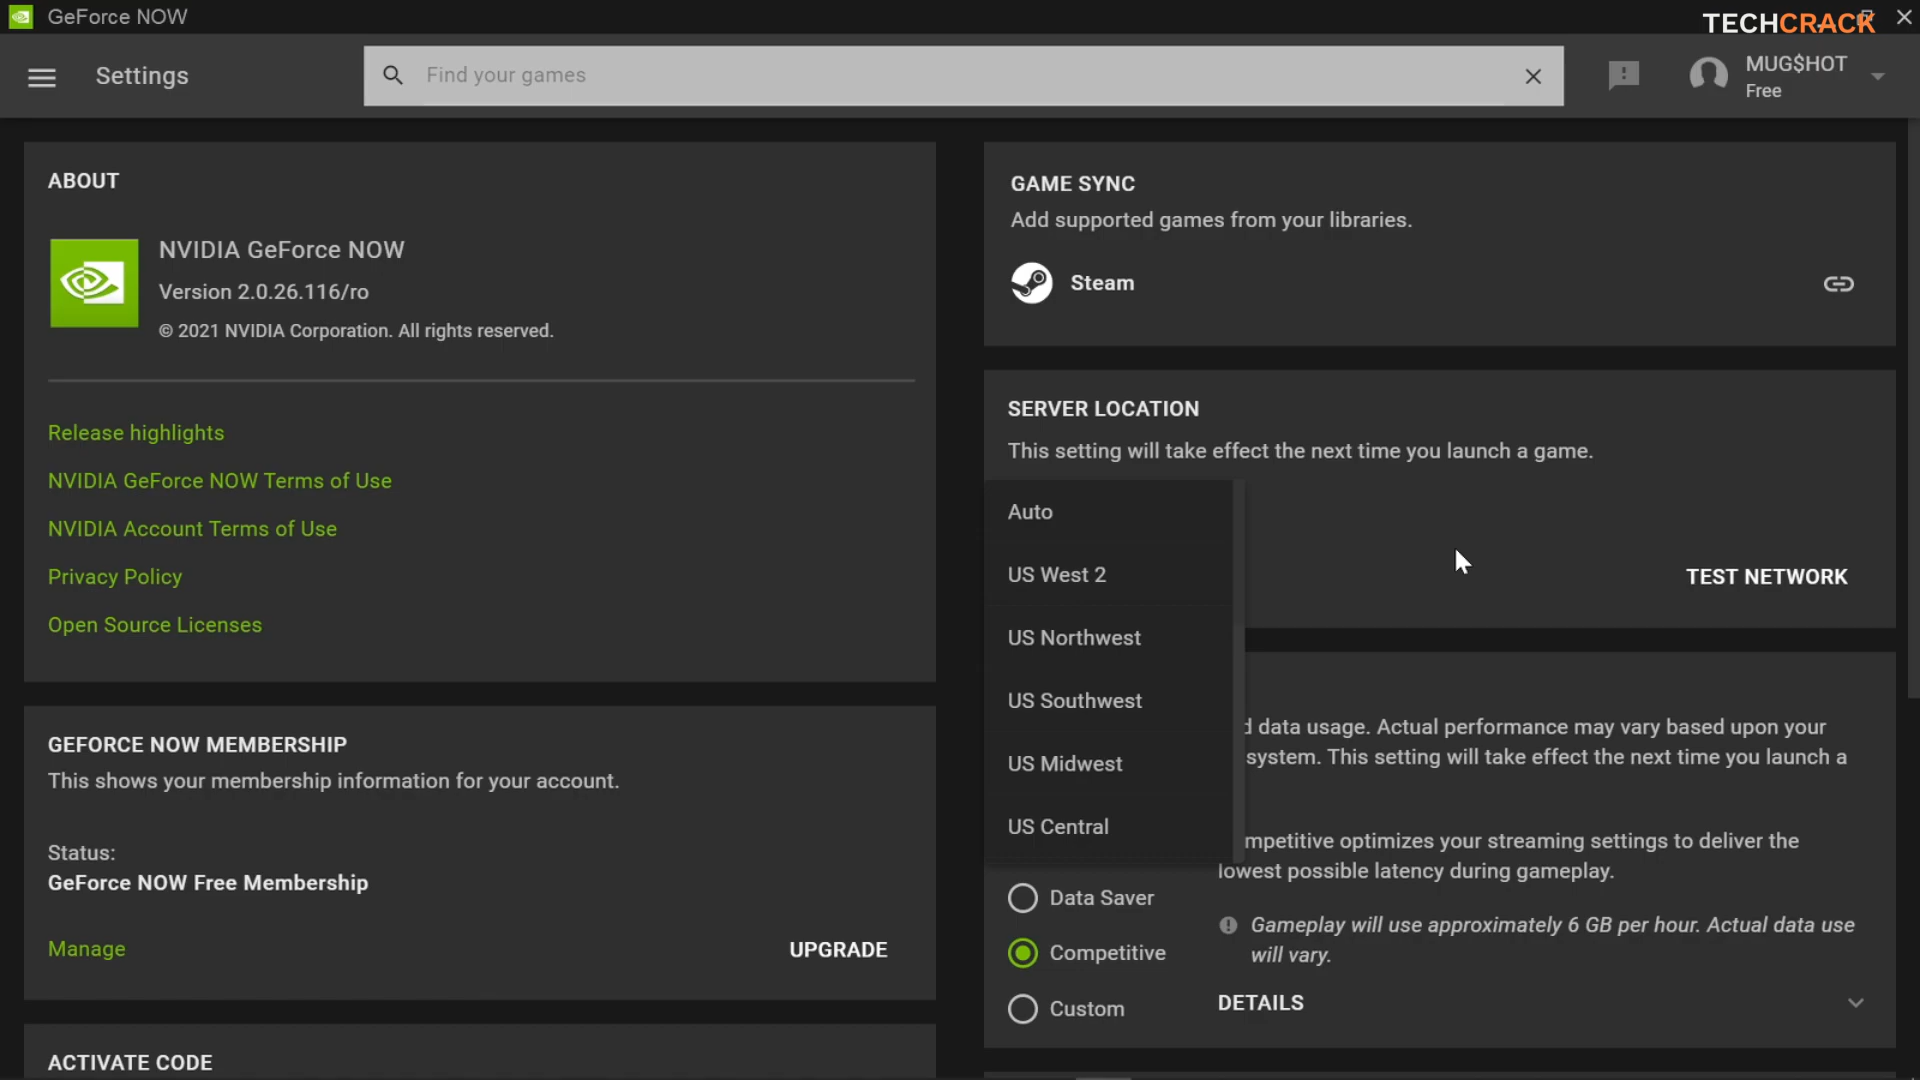 GeForce NOW
TECHCRACK
Settings
Find your games
MUG$HOT
Free
ABOUT
NVIDIA GeForce NOW
Version 2.0.26.116/ro
© 2021 NVIDIA Corporation. All rights reserved.
Release highlights
NVIDIA GeForce NOW Terms of Use
NVIDIA Account Terms of Use
Privacy Policy
Open Source Licenses
GEFORCE NOW MEMBERSHIP
This shows your membership information for your account.
Status:
GeForce NOW Free Membership
Manage
UPGRADE
ACTIVATE CODE
GAME SYNC
Add supported games from your libraries.
Steam
SERVER LOCATION
This setting will take effect the next time you launch a game.
Auto
US West 2
US Northwest
US Southwest
US Midwest
US Central
TEST NETWORK
d data usage. Actual performance may vary based upon your
system. This setting will take effect the next time you launch a
mpetitive optimizes your streaming settings to deliver the
lowest possible latency during gameplay.
Data Saver
Competitive
Custom
Gameplay will use approximately 6 GB per hour. Actual data use
will vary.
DETAILS